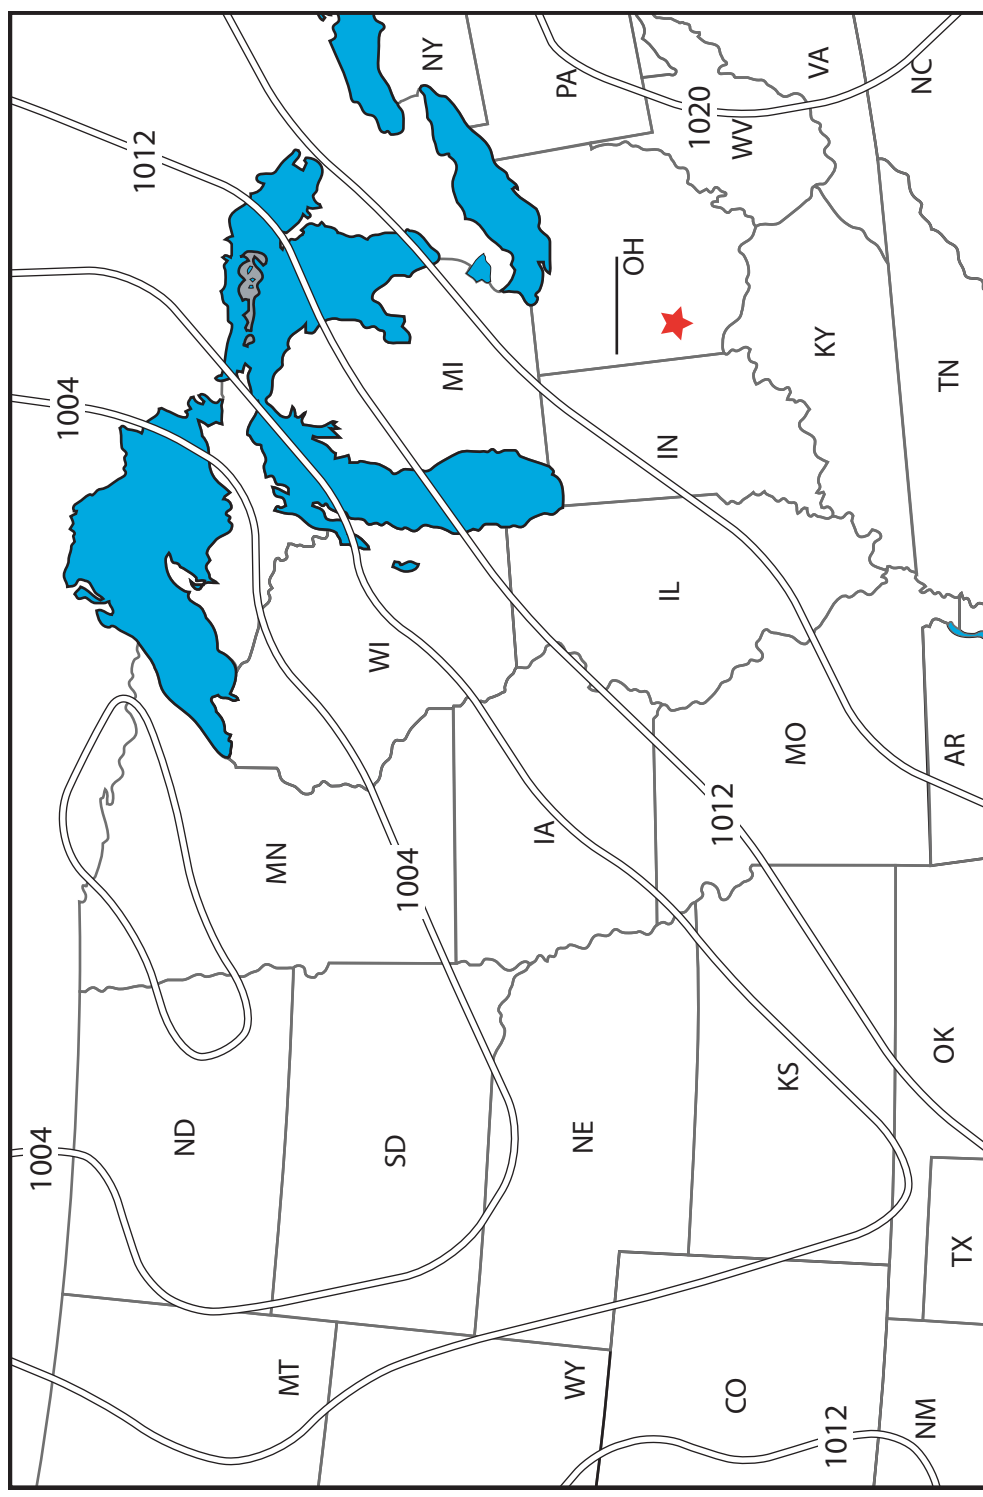 1004
1004
1012
ND
MT
MN
SD
1004
WI
MI
NY
WY
NE
IA
PA
OH
IL
IN
1012
1020
CO
WV
KS
MO
KY
VA
1012
NM
TX
OK
AR
TN
NC